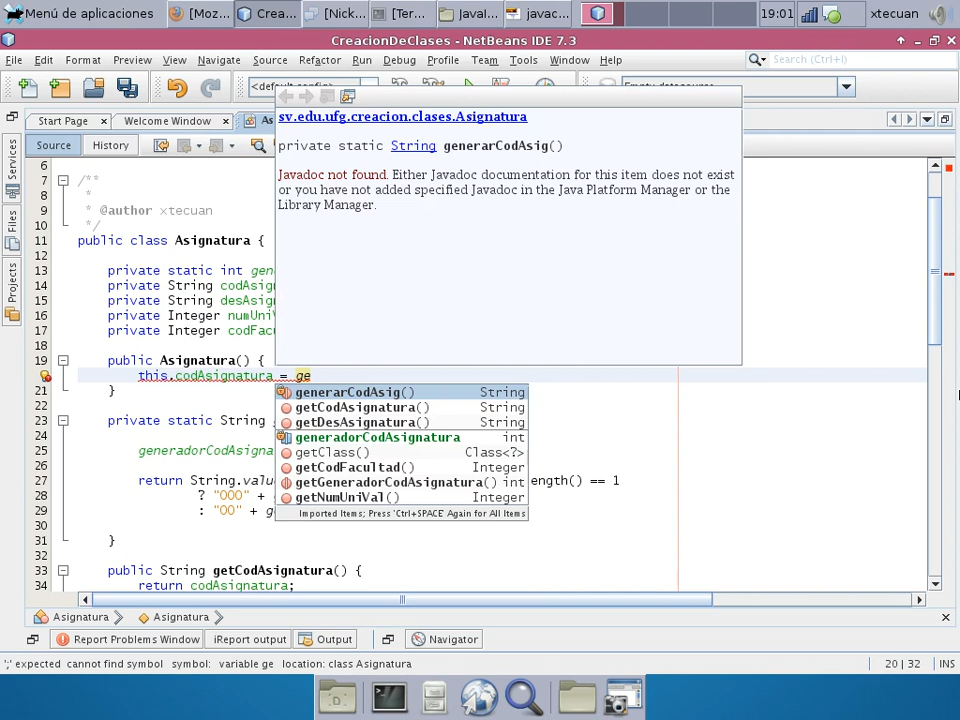 Menú de aplicaciones
[Moz...
Crea...
[Nick...
[Ter...
Javal...
javac...
19:01
xtecuan
CreacionDeClases - NetBeans IDE 7.3
File Edit Format Preview View Navigate Source Refactor Run Debug Profile Team Tools Window Help
Search (Ctrl+I)
<default config>
Empty datasource
Start Page
Welcome Window
As
Source History
sv.edu.ufg.creacion.clases.Asignatura
private static String generarCodAsig()
Javadoc not found. Either Javadoc documentation for this item does not exist
or you have not added specified Javadoc in the Java Platform Manager or the
Library Manager.
Services
Files
Projects
6
7 /**
8 *
9 * @author xtecuan
10 */
11 public class Asignatura {
12
13 private static int gene
14 private String codAsign
15 private String desAsig
16 private Integer numUniV
17 private Integer codFacu
18
19 public Asignatura() {
this.codAsignatura = ge
21 }
22
23 private static String
24
25 generadorCodAsigna
26
27 return String.value ength() == 1
28 ? "000" + g
29 : "00" + g
30
31 }
32
33 public String getCodAsignatura() {
34 return codAsignatura;
generarCodAsig() String
getCodAsignatura() String
getDesAsignatura() String
generadorCodAsignatura int
getClass() Class<?>
getCodFacultad() Integer
getGeneradorCodAsignatura() int
getNumUniVal() Integer
Imported Items; Press 'Ctrl+SPACE' Again for All Items
Asignatura
Asignatura
Report Problems Window
iReport output
Output
Navigator
';' expected cannot find symbol symbol: variable ge location: class Asignatura
20 | 32
INS